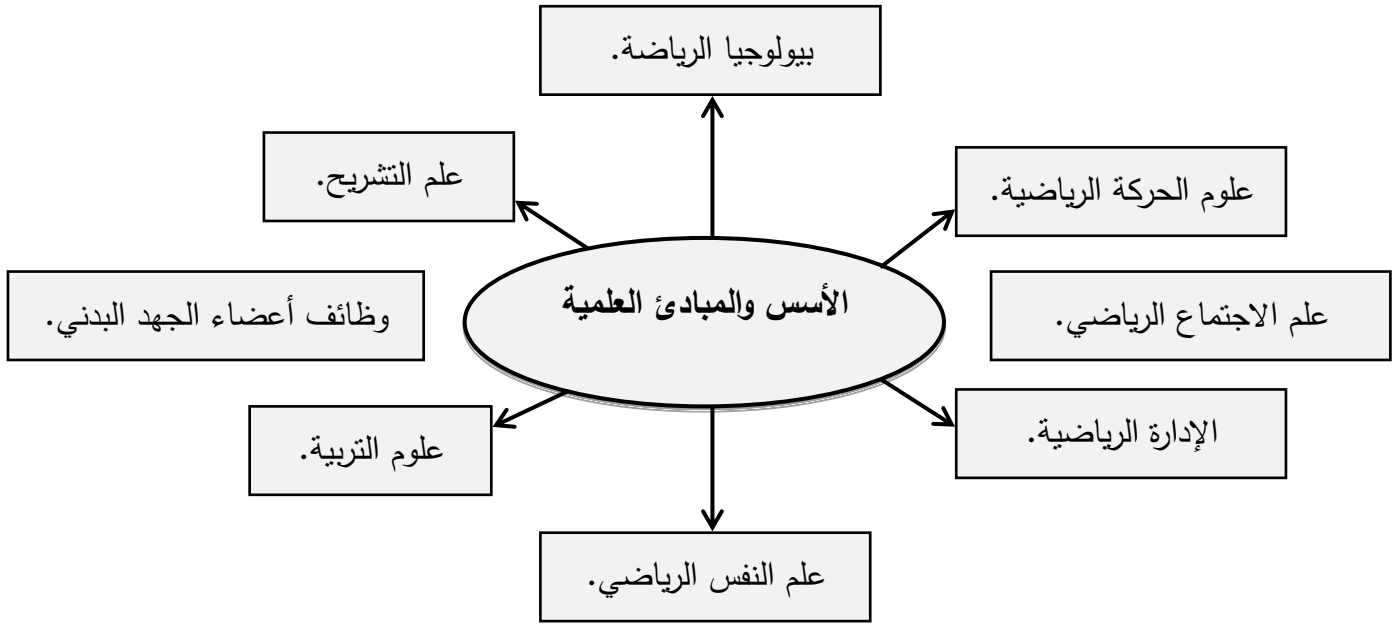 بيولوجيا الرياضة.
علوم الحركة الرياضية.
علم التشريح.
الأسس والمبادئ العلمية
علم الاجتماع الرياضي.
وظائف أعضاء الجهد البدني.
الإدارة الرياضية.
علوم التربية.
علم النفس الرياضي.